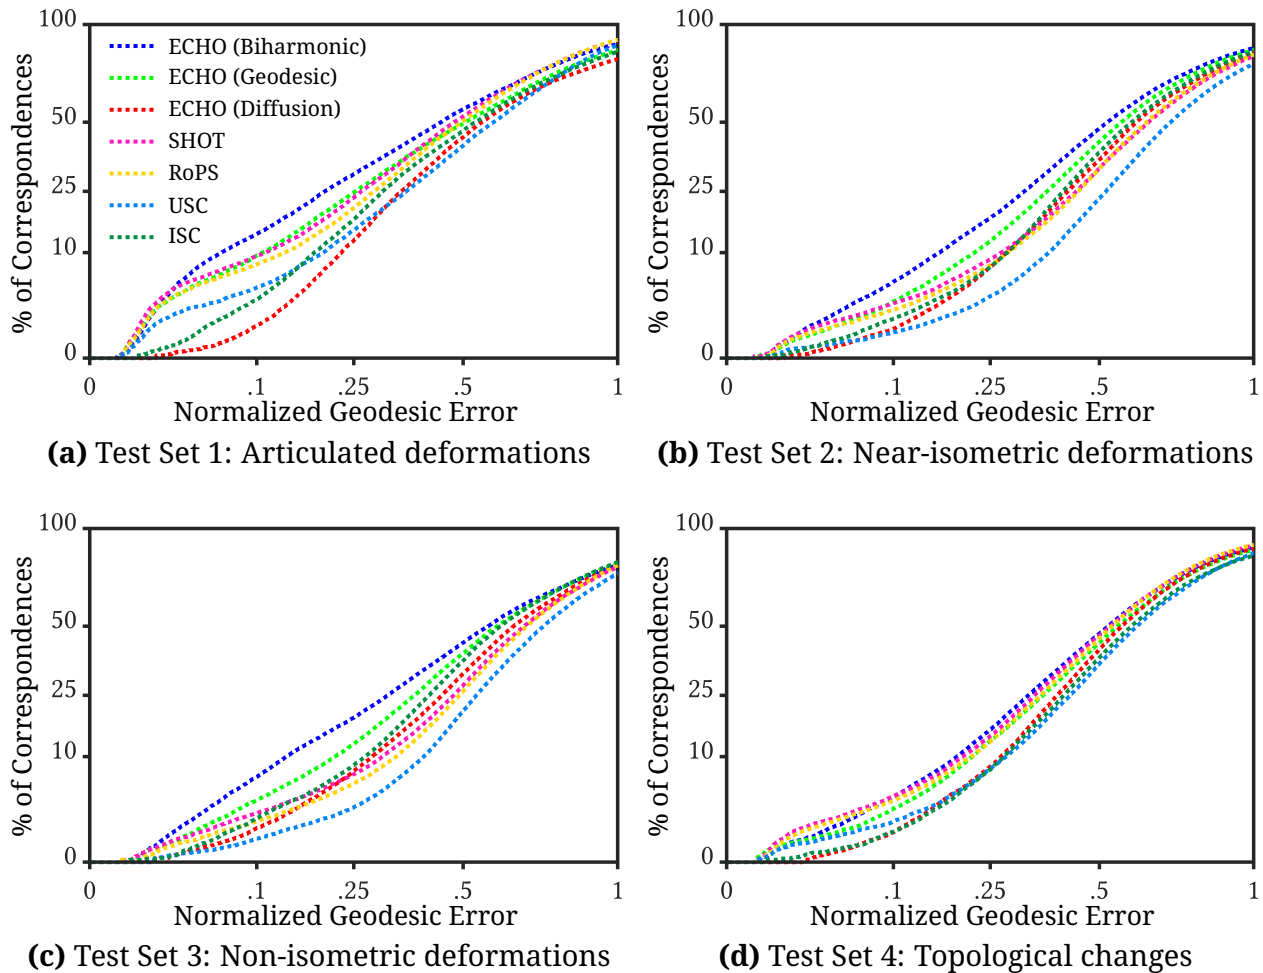 100
50
25
10
0
% of Correspondences
ECHO (Biharmonic)
ECHO (Geodesic)
ECHO (Diffusion)
SHOT
RoPS
USC
ISC
0 .1 .25 .5 1
Normalized Geodesic Error
(a) Test Set 1: Articulated deformations
100
50
25
10
0
% of Correspondences
0 .1 .25 .5 1
Normalized Geodesic Error
(b) Test Set 2: Near-isometric deformations
100
50
25
10
0
% of Correspondences
0 .1 .25 .5 1
Normalized Geodesic Error
(c) Test Set 3: Non-isometric deformations
100
50
25
10
0
% of Correspondences
0 .1 .25 .5 1
Normalized Geodesic Error
(d) Test Set 4: Topological changes